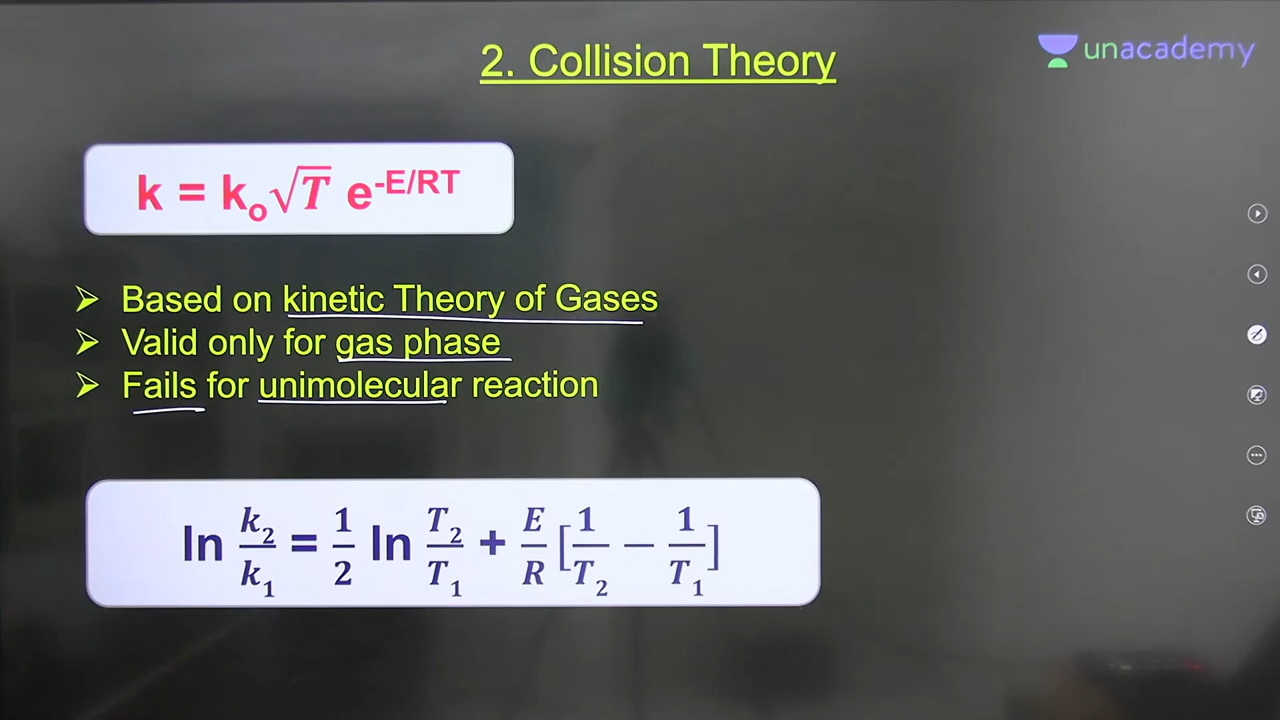 2. Collision Theory
unacademy
k = kₒ√T e^-E/RT
➤ Based on kinetic Theory of Gases
➤ Valid only for gas phase
➤ Fails for unimolecular reaction
ln k₂/k₁ = 1/2 ln T₂/T₁ + E/R [1/T₂ − 1/T₁]